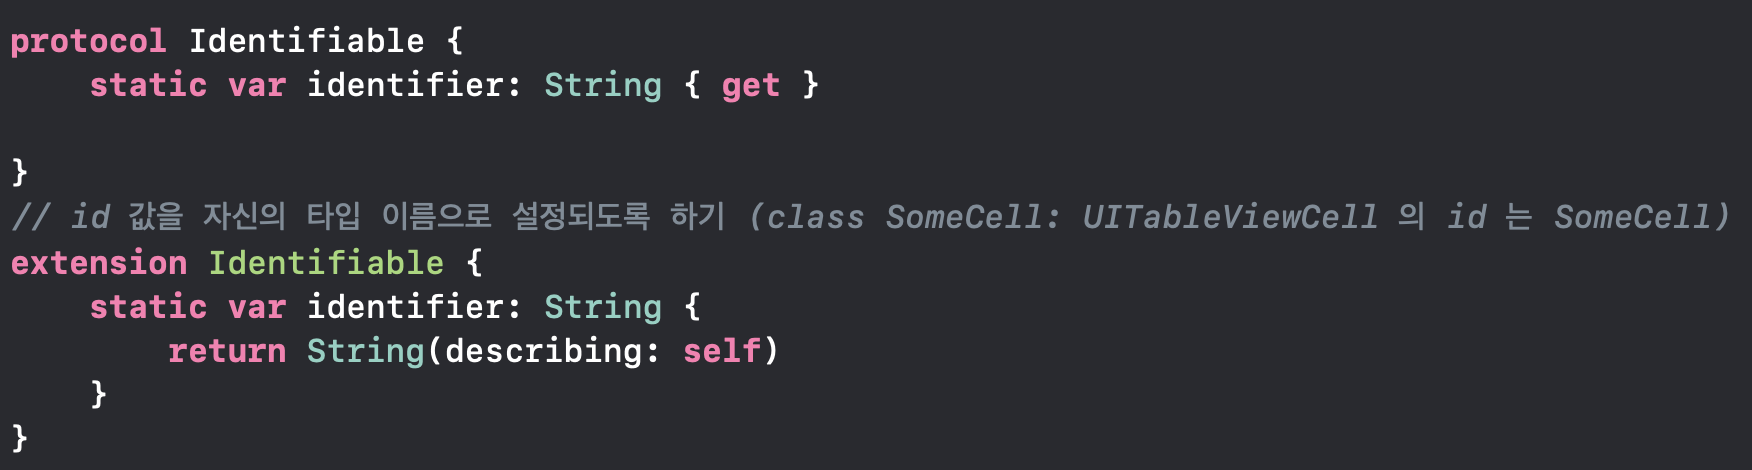 protocol Identifiable {
    static var identifier: String { get }
}
// id 값을 자신의 타입 이름으로 설정되도록 하기 (class SomeCell: UITableViewCell 의 id 는 SomeCell)
extension Identifiable {
    static var identifier: String {
        return String(describing: self)
    }
}